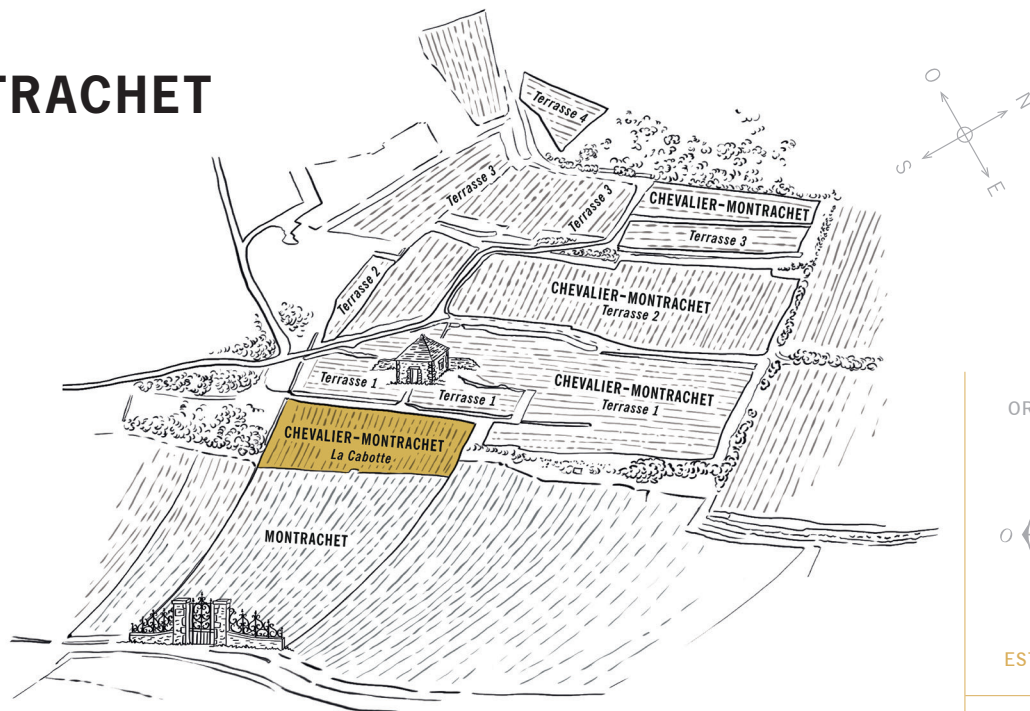 TRACHET
Terrasse 4
O
N
S
E
Terrasse 3
Terrasse 3
CHEVALIER-MONTRACHET
Terrasse 3
Terrasse 2
CHEVALIER-MONTRACHET
Terrasse 2
Terrasse 1
Terrasse 1
CHEVALIER-MONTRACHET
Terrasse 1
CHEVALIER-MONTRACHET
La Cabotte
MONTRACHET
OR
O
EST